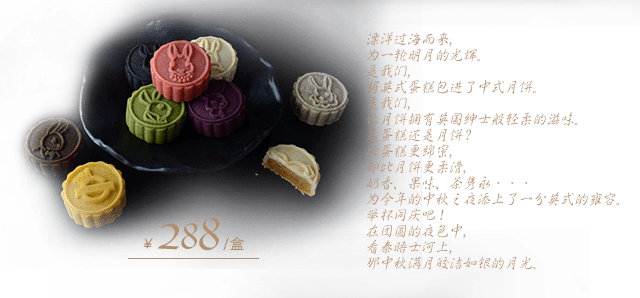 漂洋过海而来，
为一轮明月的光辉。
是我们，
将英式蛋糕包进了中式月饼。
是我们，
月饼拥有英国绅士般轻柔的滋味。
蛋糕还是月饼？
蛋糕更绵蜜，
比月饼更柔滑，
奶香、果味、茶隽永···
为今年的中秋之夜添上了一分英式的雍容。
举杯同庆吧！
在团圆的夜色中，
看泰晤士河上，
那中秋满月皎洁如银的月光。
¥ 288/盒